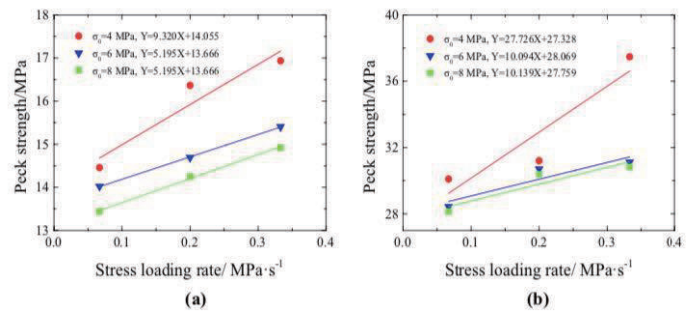 σ₀=4 MPa, Y=9.320X+14.055
σ₀=6 MPa, Y=5.195X+13.666
σ₀=8 MPa, Y=5.195X+13.666
Peck strength/MPa
18
17
16
15
14
13
0.0 0.1 0.2 0.3 0.4
Stress loading rate/ MPa·s⁻¹
(a)
σ₀=4 MPa, Y=27.726X+27.328
σ₀=6 MPa, Y=10.094X+28.069
σ₀=8 MPa, Y=10.139X+27.759
Peck strength/MPa
40
36
32
28
0.0 0.1 0.2 0.3 0.4
Stress loading rate/ MPa·s⁻¹
(b)